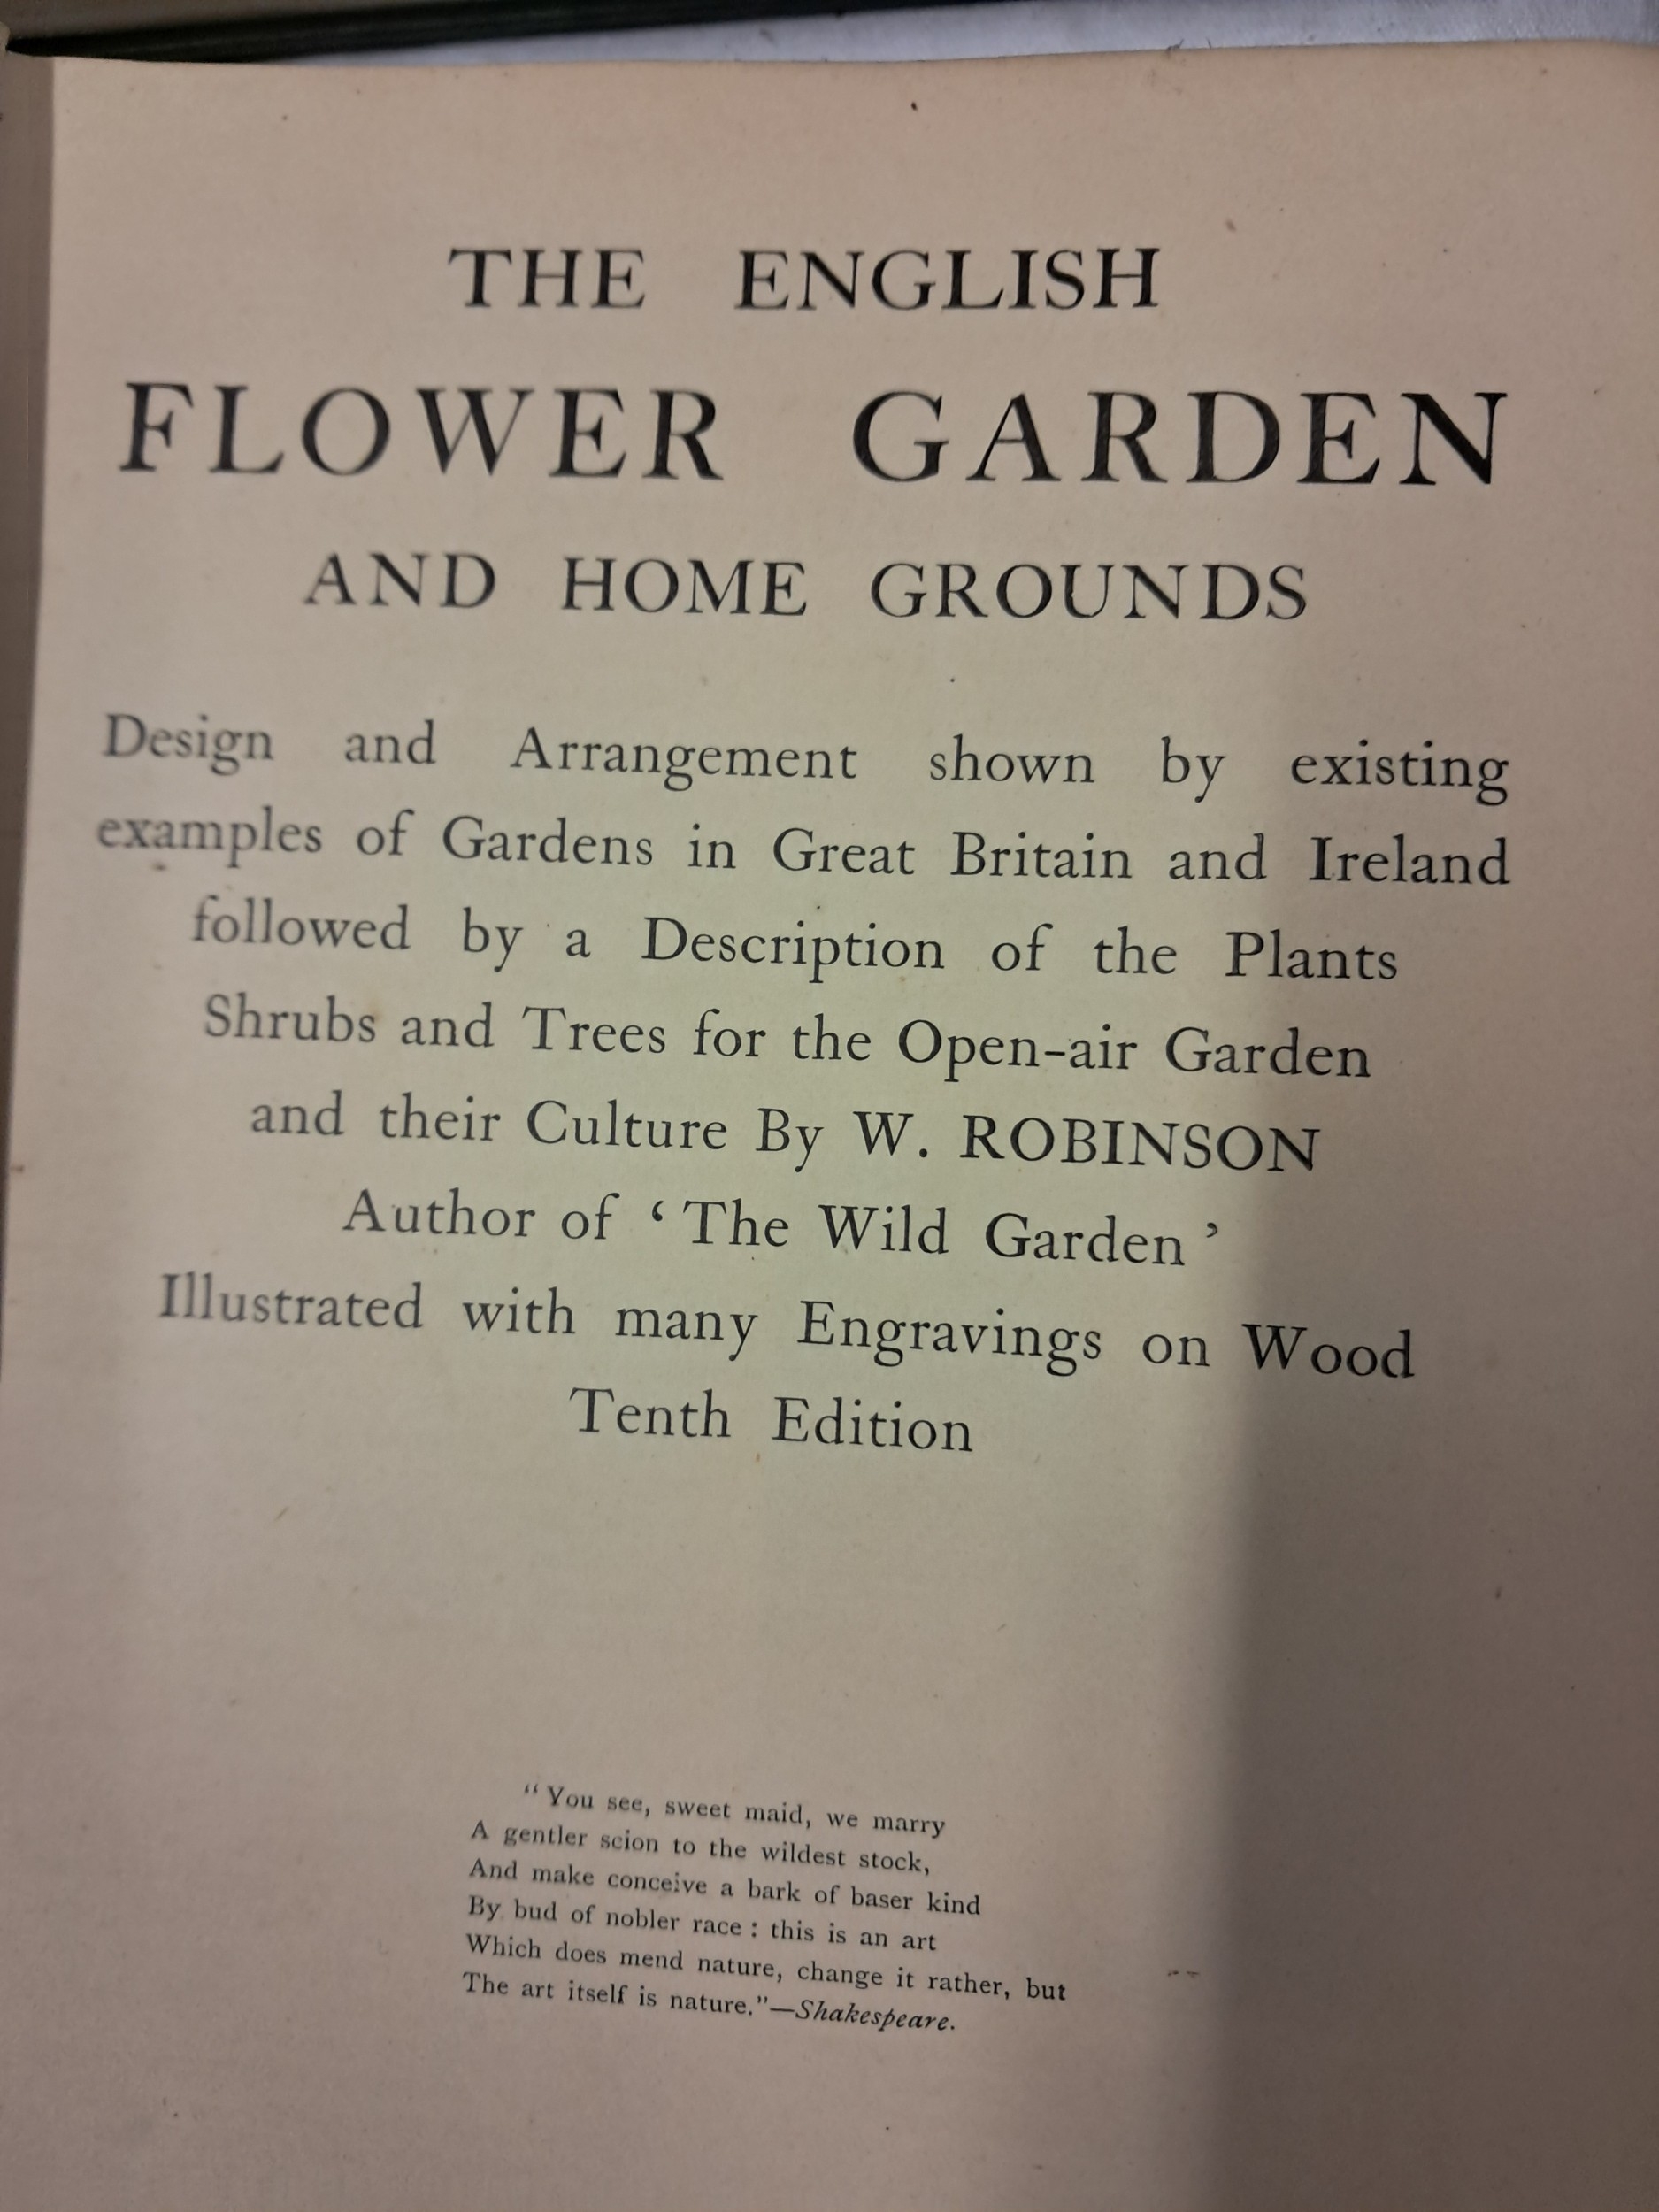 THE ENGLISH
FLOWER GARDEN
AND HOME GROUNDS
Design and Arrangement shown by existing
examples of Gardens in Great Britain and Ireland
followed by a Description of the Plants
Shrubs and Trees for the Open-air Garden
and their Culture By W. ROBINSON
Author of ‘The Wild Garden’
Illustrated with many Engravings on Wood
Tenth Edition
“You see, sweet maid, we marry
A gentler scion to the wildest stock,
And make conceive a bark of baser kind
By bud of nobler race: this is an art
Which does mend nature, change it rather, but
The art itself is nature.”—Shakespeare.